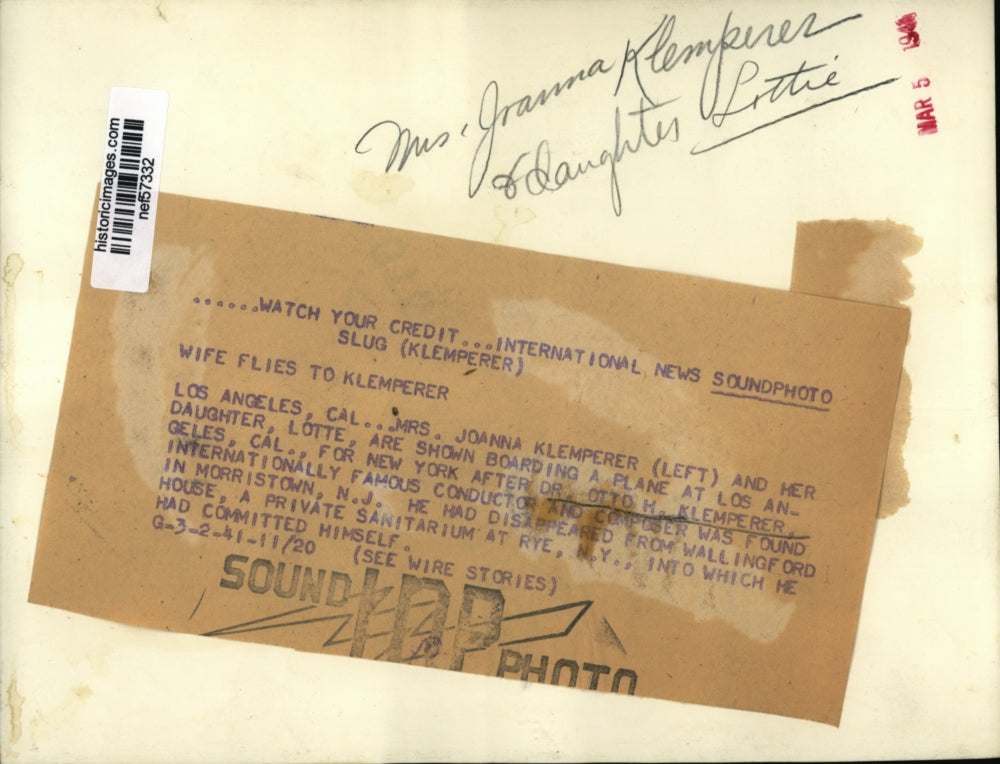 Mrs. Joanna Klemperer
& daughter Lottie
MAR 5 1941
historicimages.com
nef57332
......WATCH YOUR CREDIT...INTERNATIONAL NEWS SOUNDPHOTO
SLUG (KLEMPERER)
WIFE FLIES TO KLEMPERER
LOS ANGELES, CAL...MRS. JOANNA KLEMPERER (LEFT) AND HER
DAUGHTER, LOTTE, ARE SHOWN BOARDING A PLANE AT LOS AN-
GELES, CAL., FOR NEW YORK AFTER DR. OTTO H. KLEMPERER,
INTERNATIONALLY FAMOUS CONDUCTOR AND COMPOSER WAS FOUND
IN MORRISTOWN, N.J. HE HAD DISAPPEARED FROM WALLINGFORD
HOUSE, A PRIVATE SANITARIUM AT RYE, N.Y., INTO WHICH HE
HAD COMMITTED HIMSELF.
(SEE WIRE STORIES)
G-3-2-41-11/20
SOUND INP PHOTO